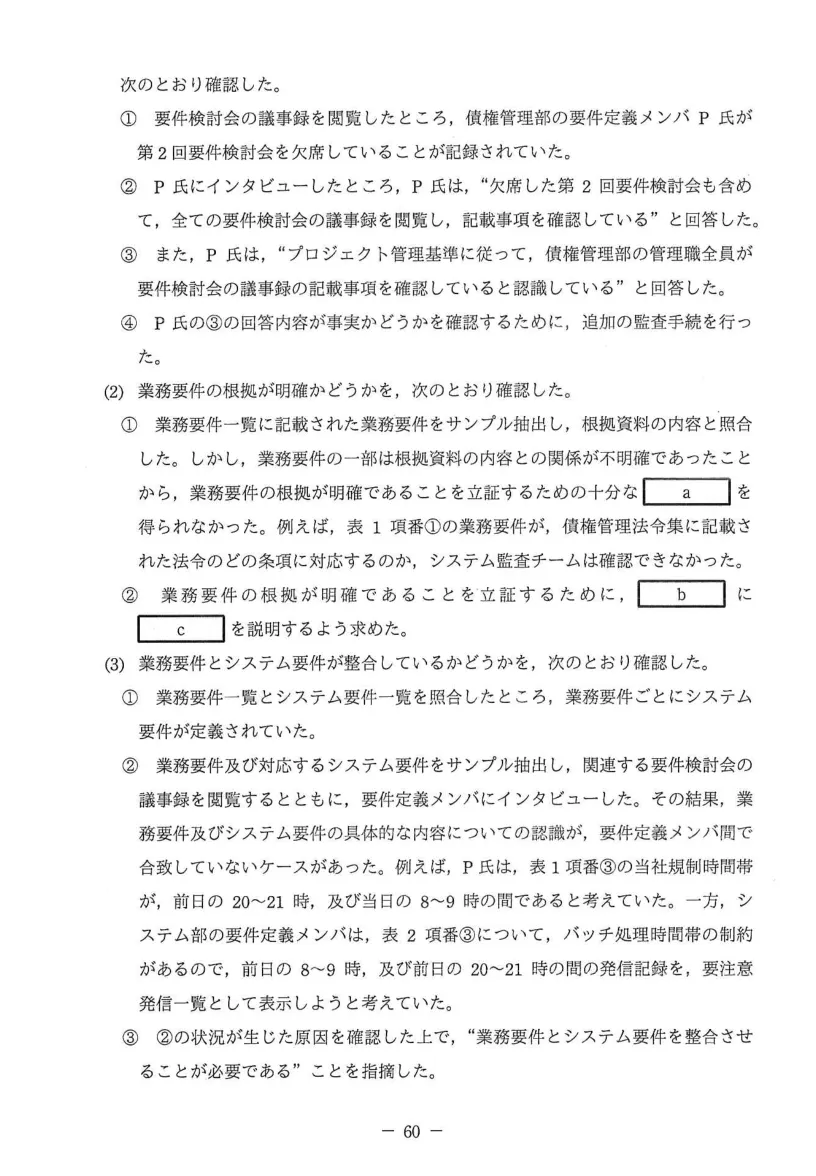 次のとおり確認した。
① 要件検討会の議事録を閲覧したところ，債権管理部の要件定義メンバ P 氏が
第 2 回要件検討会を欠席していることが記録されていた。
② P 氏にインタビューしたところ，P 氏は，“欠席した第 2 回要件検討会も含め
て，全ての要件検討会の議事録を閲覧し，記載事項を確認している”と回答した。
③ また，P 氏は，“プロジェクト管理基準に従って，債権管理部の管理職全員が
要件検討会の議事録の記載事項を確認していると認識している”と回答した。
④ P 氏の③の回答内容が事実かどうかを確認するために，追加の監査手続を行っ
た。
(2) 業務要件の根拠が明確かどうかを，次のとおり確認した。
① 業務要件一覧に記載された業務要件をサンプル抽出し，根拠資料の内容と照合
した。しかし，業務要件の一部は根拠資料の内容との関係が不明確であったこと
から，業務要件の根拠が明確であることを立証するための十分な a を
得られなかった。例えば，表 1 項番①の業務要件が，債権管理法令集に記載さ
れた法令のどの条項に対応するのか，システム監査チームは確認できなかった。
② 業務要件の根拠が明確であることを立証するために， b に
c を説明するよう求めた。
(3) 業務要件とシステム要件が整合しているかどうかを，次のとおり確認した。
① 業務要件一覧とシステム要件一覧を照合したところ，業務要件ごとにシステム
要件が定義されていた。
② 業務要件及び対応するシステム要件をサンプル抽出し，関連する要件検討会の
議事録を閲覧するとともに，要件定義メンバにインタビューした。その結果，業
務要件及びシステム要件の具体的な内容についての認識が，要件定義メンバ間で
合致していないケースがあった。例えば，P 氏は，表 1 項番③の当社規制時間帯
が，前日の 20～21 時，及び当日の 8～9 時の間であると考えていた。一方，シ
ステム部の要件定義メンバは，表 2 項番③について，バッチ処理時間帯の制約
があるので，前日の 8～9 時，及び前日の 20～21 時の間の発信記録を，要注意
発信一覧として表示しようと考えていた。
③ ②の状況が生じた原因を確認した上で，“業務要件とシステム要件を整合させ
ることが必要である”ことを指摘した。
－ 60 －